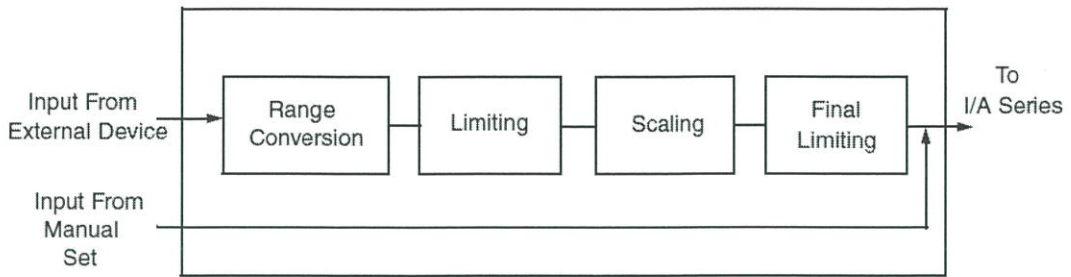 Input From
External Device
Range
Conversion
Limiting
Scaling
Final
Limiting
To
I/A Series
Input From
Manual
Set